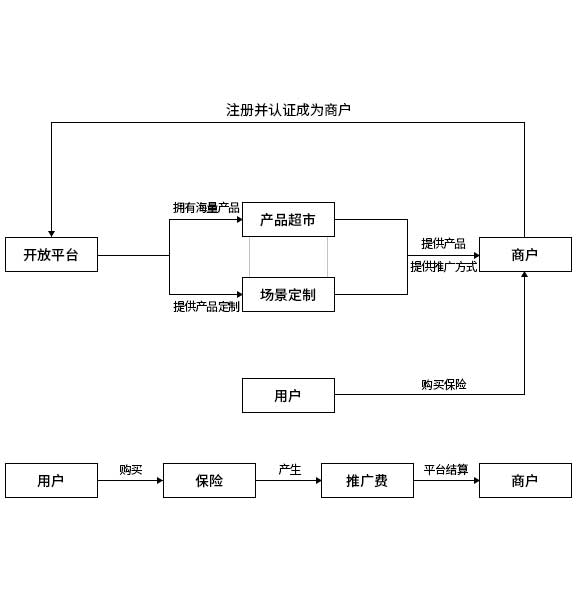 注册并认证成为商户
拥有海量产品
产品超市
提供产品
开放平台
商户
提供推广方式
场景定制
提供产品定制
购买保险
用户
购买
产生
平台结算
用户
保险
推广费
商户